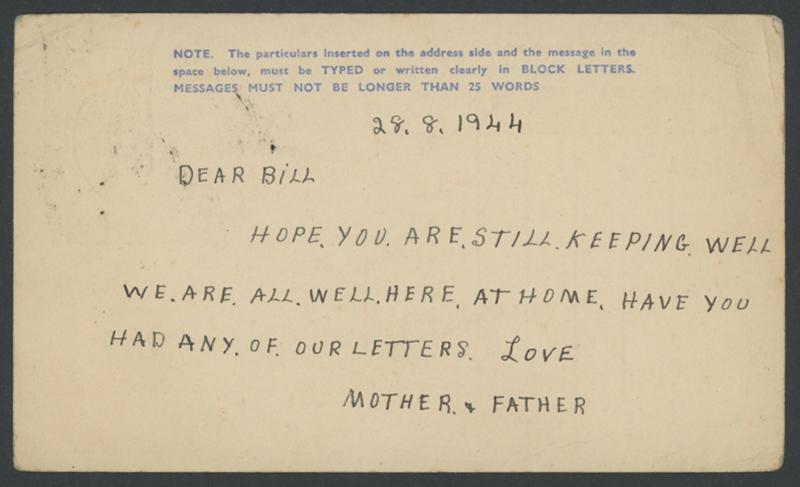 NOTE. The particulars inserted on the address side and the message in the
space below, must be TYPED or written clearly in BLOCK LETTERS.
MESSAGES MUST NOT BE LONGER THAN 25 WORDS
28. 8. 1944
DEAR BILL
HOPE. YOU. ARE. STILL. KEEPING. WELL
WE. ARE. ALL. WELL. HERE. AT HOME. HAVE YOU
HAD ANY. OF. OUR LETTERS. LOVE
MOTHER. & FATHER